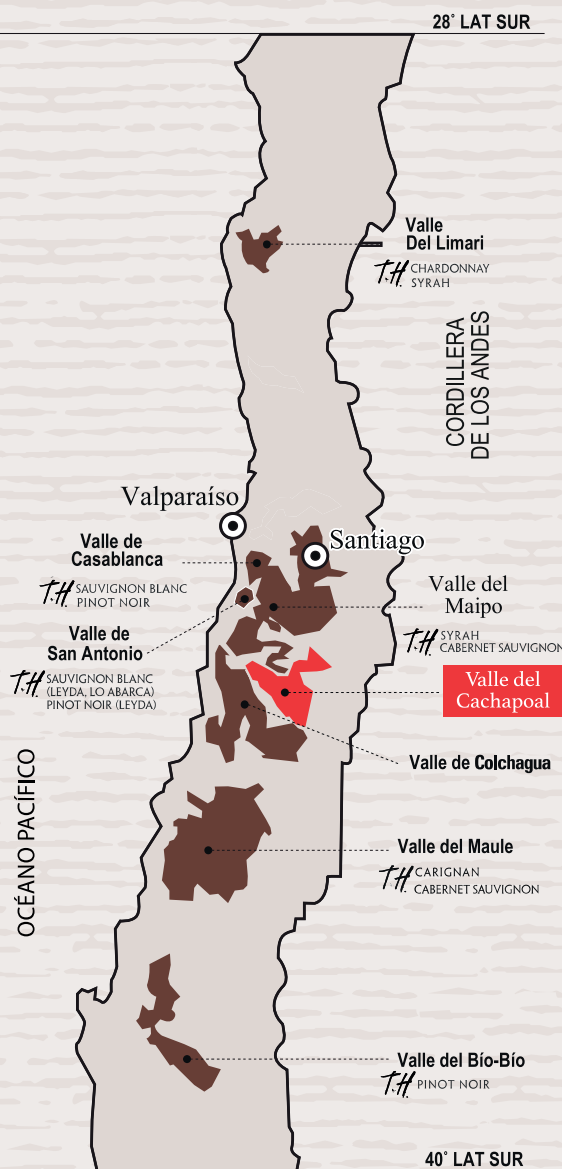 28° LAT SUR
Valle
Del Limari
T.H. CHARDONNAY
SYRAH
CORDILLERA
DE LOS ANDES
Valparaíso
Santiago
Valle de
Casablanca
T.H. SAUVIGNON BLANC
PINOT NOIR
Valle del
Maipo
T.H. SYRAH
CABERNET SAUVIGNON
Valle de
San Antonio
T.H. SAUVIGNON BLANC
(LEYDA, LO ABARCA)
PINOT NOIR (LEYDA)
Valle del
Cachapoal
OCÉANO PACÍFICO
Valle de Colchagua
Valle del Maule
T.H. CARIGNAN
CABERNET SAUVIGNON
Valle del Bío-Bío
T.H. PINOT NOIR
40° LAT SUR